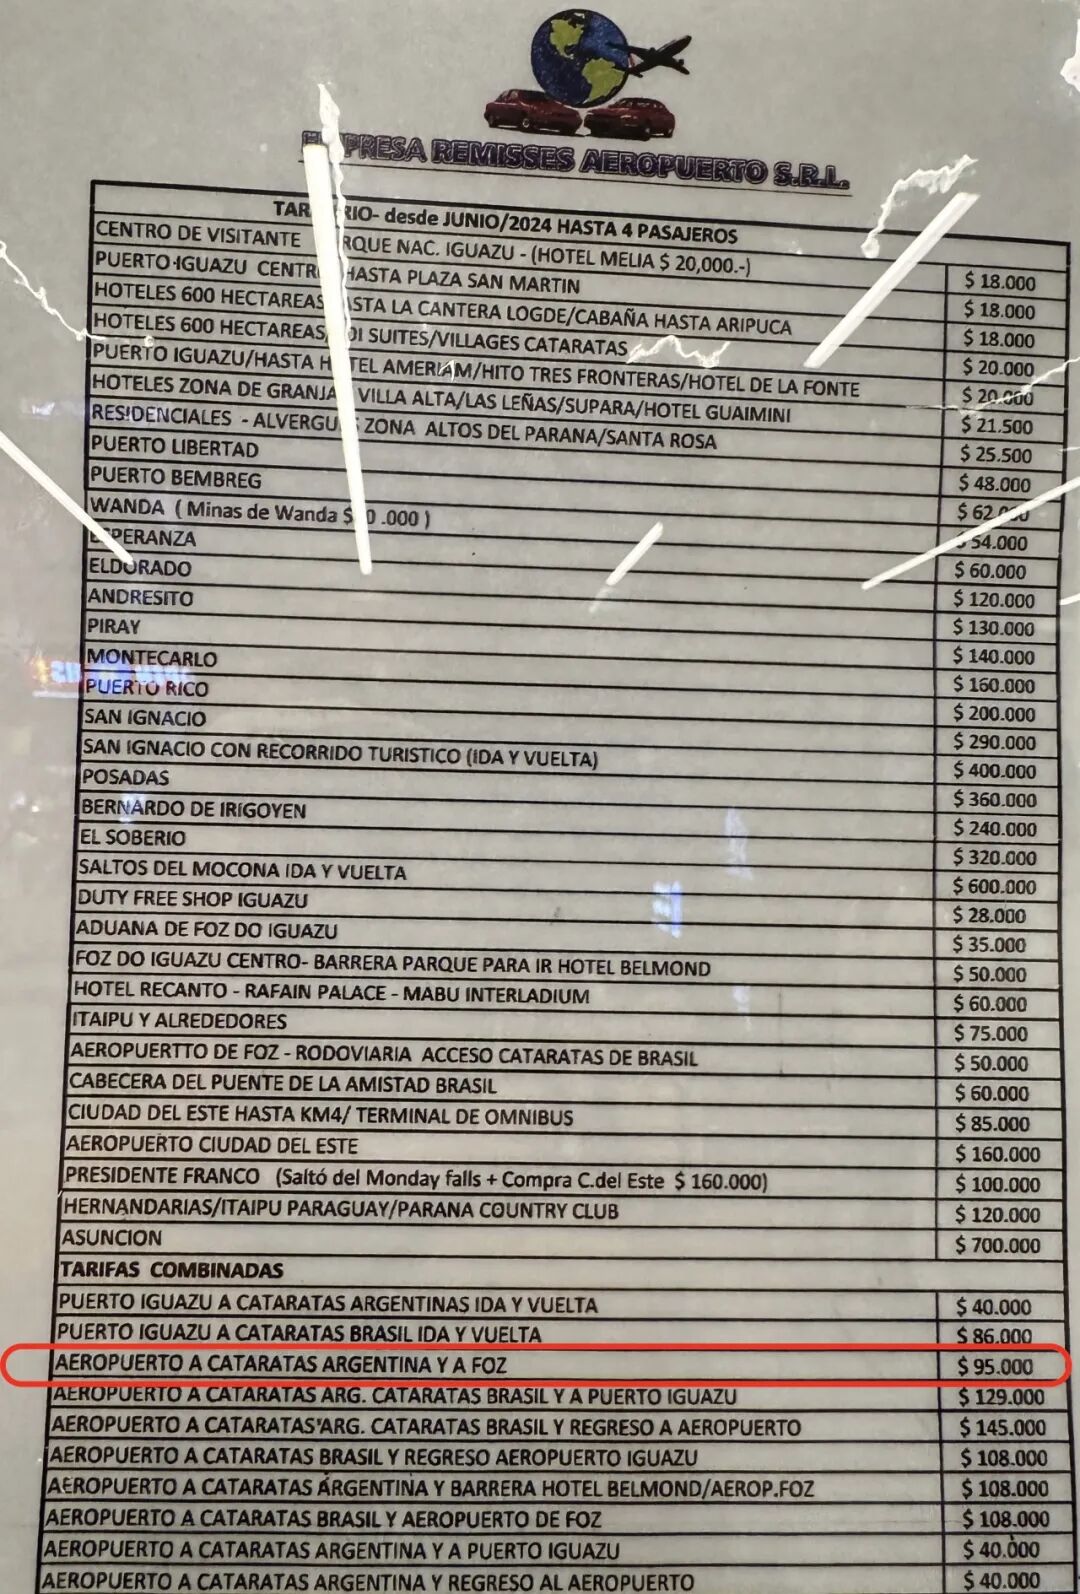 EMPRESA REMISSES AEROPUERTO S.R.L.
desde JUNIO/2024 HASTA 4 PASAJEROS
CENTRO DE VISITANTE NAC. IGUAZU - (HOTEL MELIA $ 20,000.-) $ 18.000
PUERTO IGUAZU CENTRO HASTA PLAZA SAN MARTIN $ 18.000
HOTELES 600 HECTAREAS HASTA LA CANTERA LOGDE/CABAÑA HASTA ARIPUCA $ 18.000
HOTELES 600 HECTAREAS/ SUITES/VILLAGES CATARATAS $ 20.000
PUERTO IGUAZU/HASTA HOTEL AMERIAM/HITO TRES FRONTERAS/HOTEL DE LA FONTE $ 20.000
HOTELES ZONA DE GRANJA VILLA ALTA/LAS LEÑAS/SUPARA/HOTEL GUAIMINI $ 21.500
RESIDENCIALES - ZONA ALTOS DEL PARANA/SANTA ROSA $ 25.500
PUERTO LIBERTAD $ 48.000
PUERTO BEMBREG $ 62.000
WANDA ( Minas de Wanda $ 54.000
ESPERANZA $ 60.000
ELDORADO $ 120.000
ANDRESITO $ 130.000
PIRAY $ 140.000
MONTECARLO $ 160.000
PUERTO RICO $ 200.000
SAN IGNACIO $ 290.000
SAN IGNACIO CON RECORRIDO TURISTICO (IDA Y VUELTA) $ 400.000
POSADAS $ 360.000
BERNARDO DE IRIGOYEN $ 240.000
EL SOBERIO $ 320.000
SALTOS DEL MOCONA IDA Y VUELTA $ 600.000
DUTY FREE SHOP IGUAZU $ 28.000
ADUANA DE FOZ DO IGUAZU $ 35.000
FOZ DO IGUAZU CENTRO- BARRERA PARQUE PARA IR HOTEL BELMOND $ 50.000
HOTEL RECANTO - RAFAIN PALACE - MABU INTERLADIUM $ 60.000
ITAIPU Y ALREDEDORES $ 75.000
AEROPUERTTO DE FOZ - RODOVIARIA ACCESO CATARATAS DE BRASIL $ 50.000
CABECERA DEL PUENTE DE LA AMISTAD BRASIL $ 60.000
CIUDAD DEL ESTE HASTA KM4/ TERMINAL DE OMNIBUS $ 85.000
AEROPUERTO CIUDAD DEL ESTE $ 160.000
PRESIDENTE FRANCO (Saltó del Monday falls + Compra C.del Este $ 160.000) $ 100.000
HERNANDARIAS/ITAIPU PARAGUAY/PARANA COUNTRY CLUB $ 120.000
ASUNCION $ 700.000
TARIFAS COMBINADAS
PUERTO IGUAZU A CATARATAS ARGENTINAS IDA Y VUELTA $ 40.000
PUERTO IGUAZU A CATARATAS BRASIL IDA Y VUELTA $ 86.000
AEROPUERTO A CATARATAS ARGENTINA Y A FOZ $ 95.000
AEROPUERTO A CATARATAS ARG. CATARATAS BRASIL Y A PUERTO IGUAZU $ 129.000
AEROPUERTO A CATARATAS ARG. CATARATAS BRASIL Y REGRESO A AEROPUERTO $ 145.000
AEROPUERTO A CATARATAS BRASIL Y REGRESO AEROPUERTO IGUAZU $ 108.000
AEROPUERTO A CATARATAS ARGENTINA Y BARRERA HOTEL BELMOND/AEROP.FOZ $ 108.000
AEROPUERTO A CATARATAS BRASIL Y AEROPUERTO DE FOZ $ 108.000
AEROPUERTO A CATARATAS ARGENTINA Y A PUERTO IGUAZU $ 40.000
AEROPUERTO A CATARATAS ARGENTINA Y REGRESO AL AEROPUERTO $ 40.000